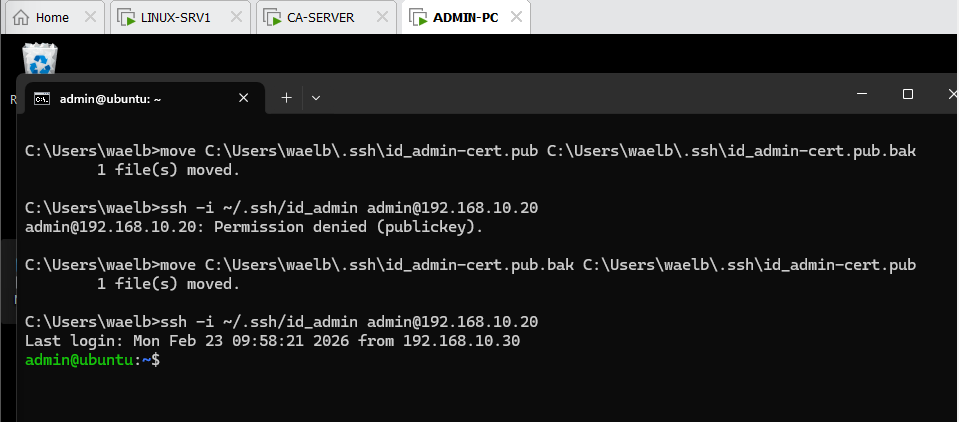 Home
LINUX-SRV1
CA-SERVER
ADMIN-PC
R
admin@ubuntu: ~
C:\Users\waelb>move C:\Users\waelb\.ssh\id_admin-cert.pub C:\Users\waelb\.ssh\id_admin-cert.pub.bak
1 file(s) moved.
C:\Users\waelb>ssh -i ~/.ssh/id_admin admin@192.168.10.20
admin@192.168.10.20: Permission denied (publickey).
C:\Users\waelb>move C:\Users\waelb\.ssh\id_admin-cert.pub.bak C:\Users\waelb\.ssh\id_admin-cert.pub
1 file(s) moved.
C:\Users\waelb>ssh -i ~/.ssh/id_admin admin@192.168.10.20
Last login: Mon Feb 23 09:58:21 2026 from 192.168.10.30
admin@ubuntu:~$